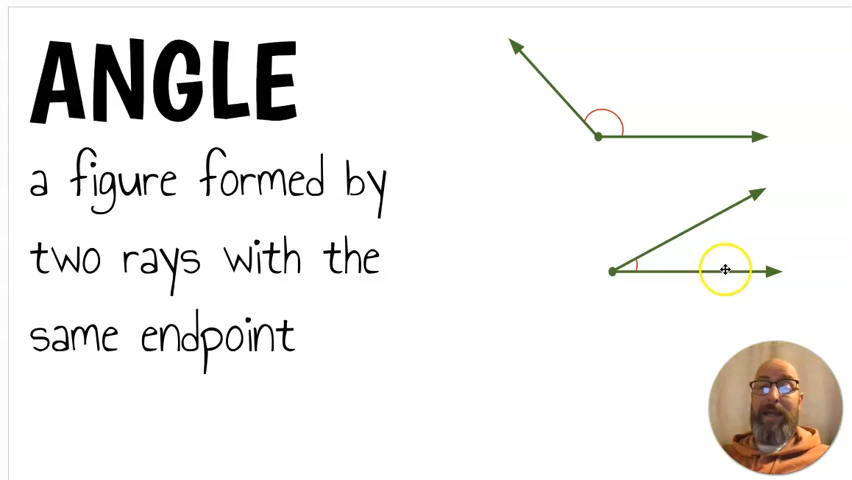 ANGLE
a figure formed by
two rays with the
same endpoint